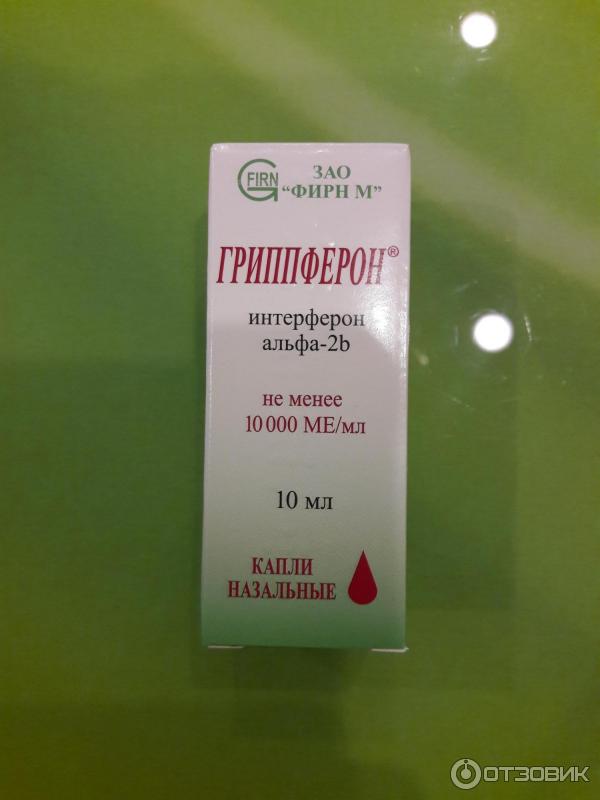 FIRN
ЗАО
"ФИРН М"
ГРИППФЕРОН®
интерферон
альфа-2b
не менее
10 000 МЕ/мл
10 мл
КАПЛИ
НАЗАЛЬНЫЕ
ОТЗОВИК